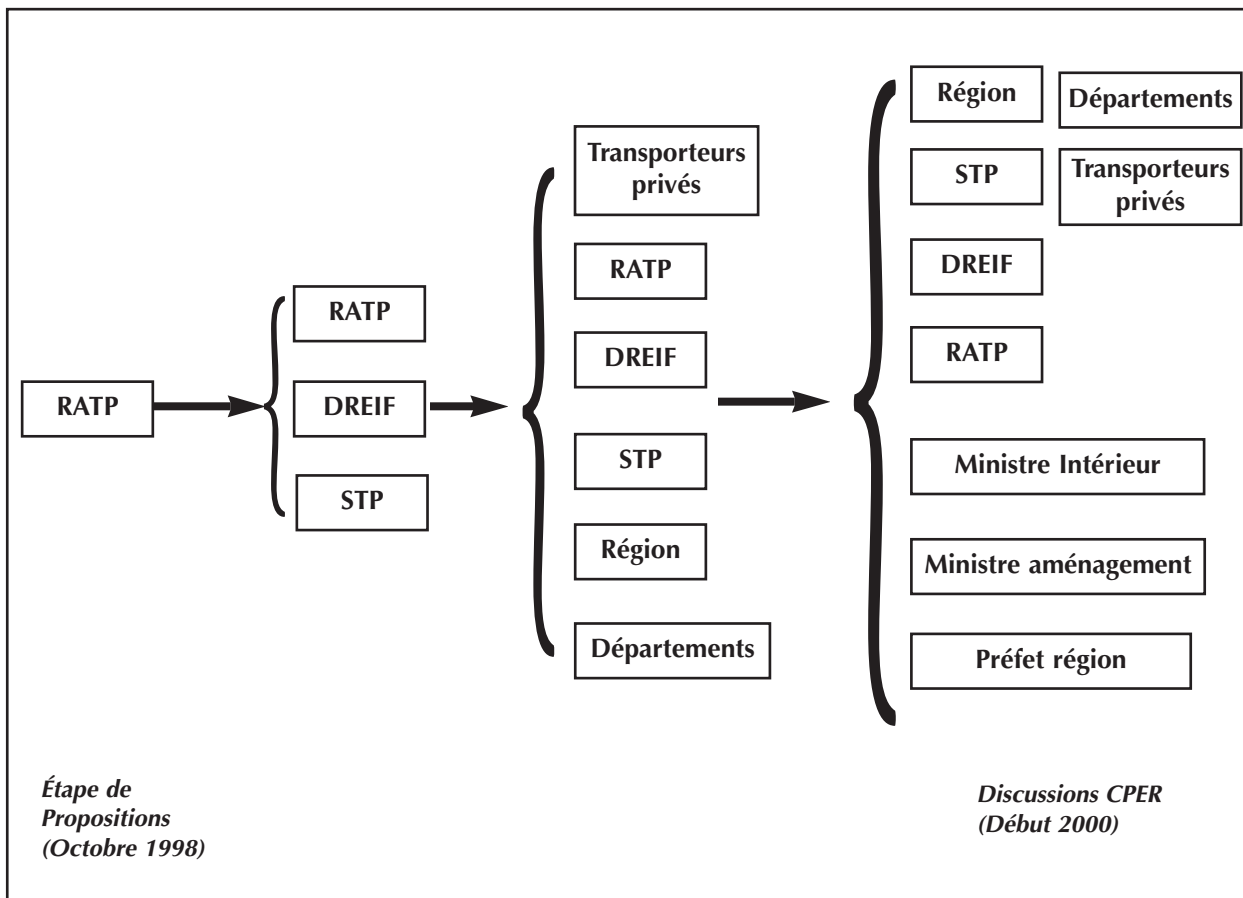 RATP
RATP
DREIF
STP
Transporteurs
privés
RATP
DREIF
STP
Région
Départements
Région
Départements
STP
Transporteurs
privés
DREIF
RATP
Ministre Intérieur
Ministre aménagement
Préfet région
Étape de
Propositions
(Octobre 1998)
Discussions CPER
(Début 2000)